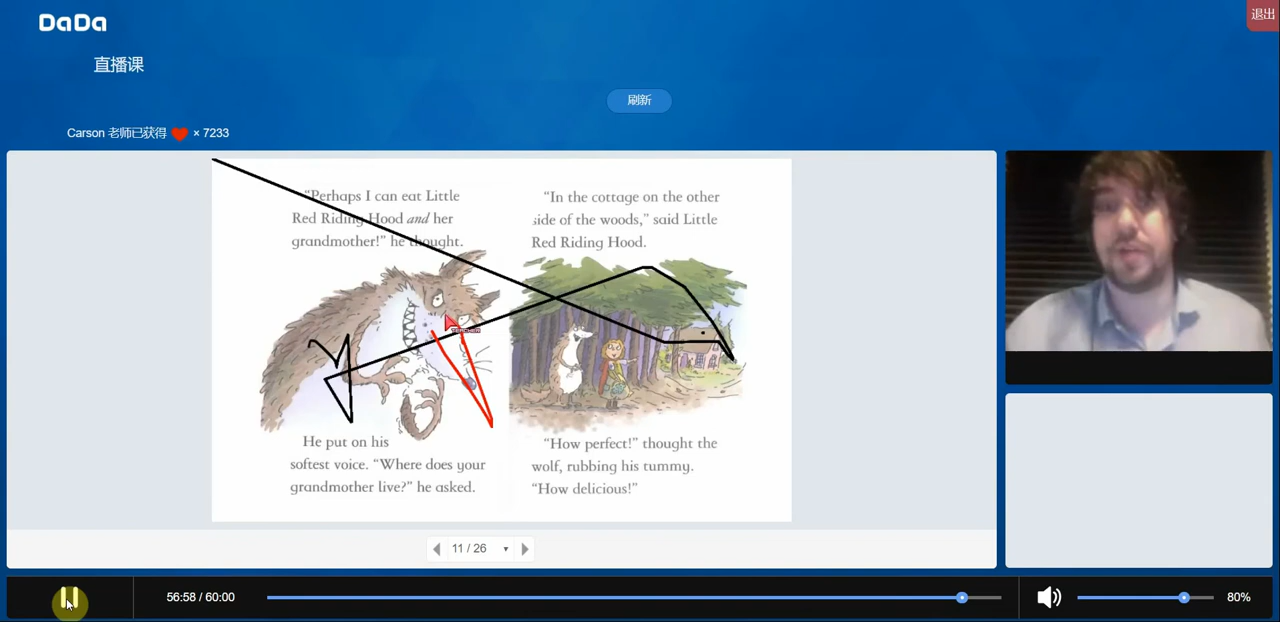 DaDa
退出
直播课
刷新
Carson 老师已获得 × 7233
"Perhaps I can eat Little
Red Riding Hood and her
grandmother!" he thought.
He put on his
softest voice. "Where does your
grandmother live?" he asked.
"In the cottage on the other
side of the woods," said Little
Red Riding Hood.
"How perfect!" thought the
wolf, rubbing his tummy.
"How delicious!"
11 / 26
56:58 / 60:00
80%